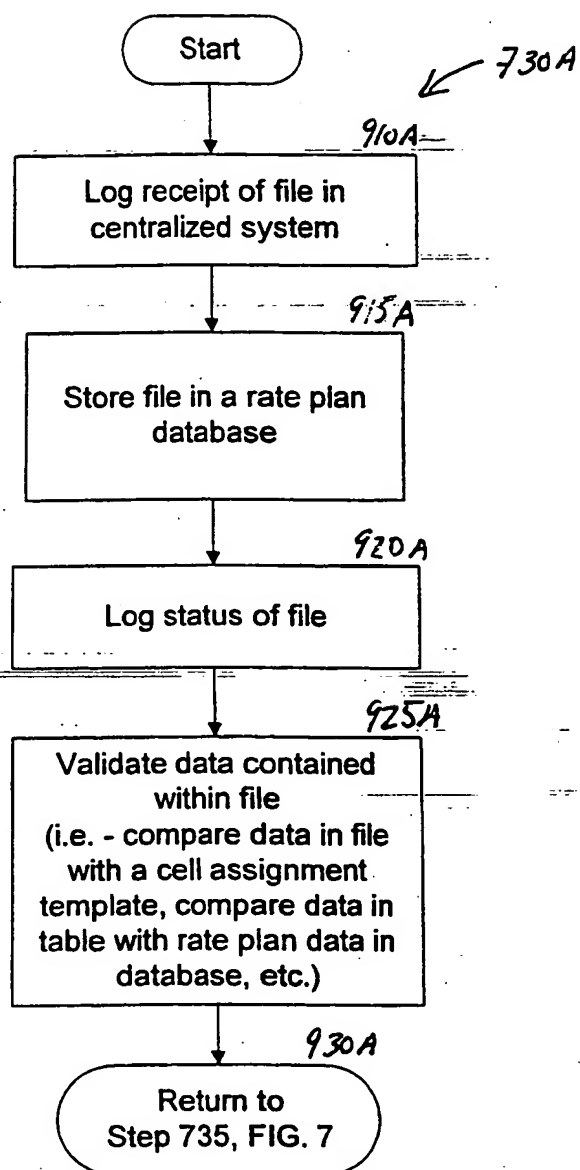 Start
730A
910A
Log receipt of file in
centralized system
915A
Store file in a rate plan
database
920A
Log status of file
925A
Validate data contained
within file
(i.e. - compare data in file
with a cell assignment
template, compare data in
table with rate plan data in
database, etc.)
930A
Return to
Step 735, FIG. 7